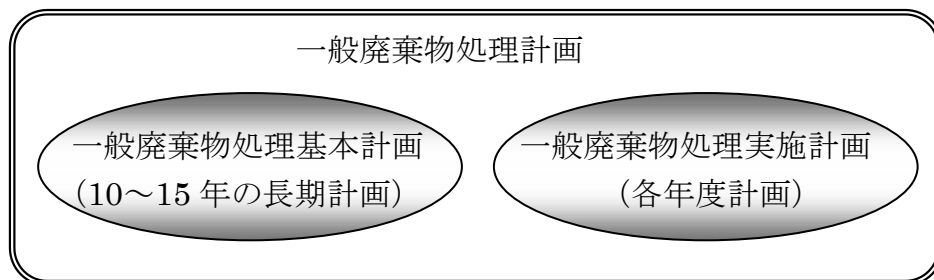 一般廃棄物処理計画
一般廃棄物処理基本計画
（10～15 年の長期計画）
一般廃棄物処理実施計画
（各年度計画）